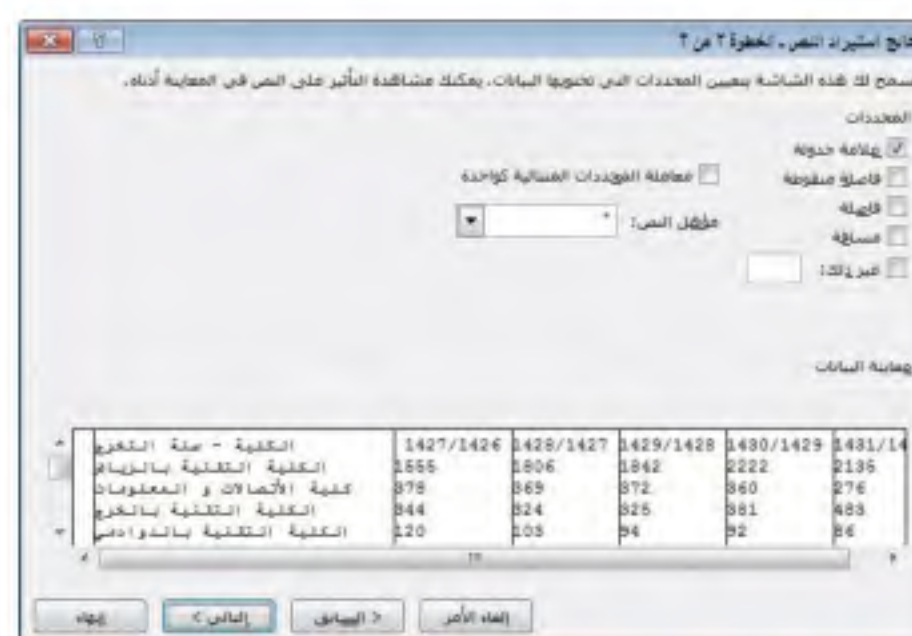 معالج استيراد النص - الخطوة ٢ من ٣
تسمح لك هذه الشاشة بتعيين المحددات التي تحتويها البيانات. يمكنك مشاهدة التأثير على النص في المعاينة أدناه.
المحددات
علامة جدولة
فاصلة منقوطة
فاصلة
مسافة
غير ذلك:
معاملة المحددات المتتالية كواحدة
مؤهل النص: "
معاينة البيانات
الكلية - سنة التخرج 1427/1426 1428/1427 1429/1428 1430/1429 1431/14
الكلية التقنية بالرياض 1555 1806 1842 2222 2135
كلية الأتصالات و المعلومات 378 369 372 360 276
الكلية التقنية بالخرج 344 324 325 381 483
الكلية التقنية بالدوادمي 120 103 94 92 86
إلغاء الأمر
< السابق
التالي >
إنهاء